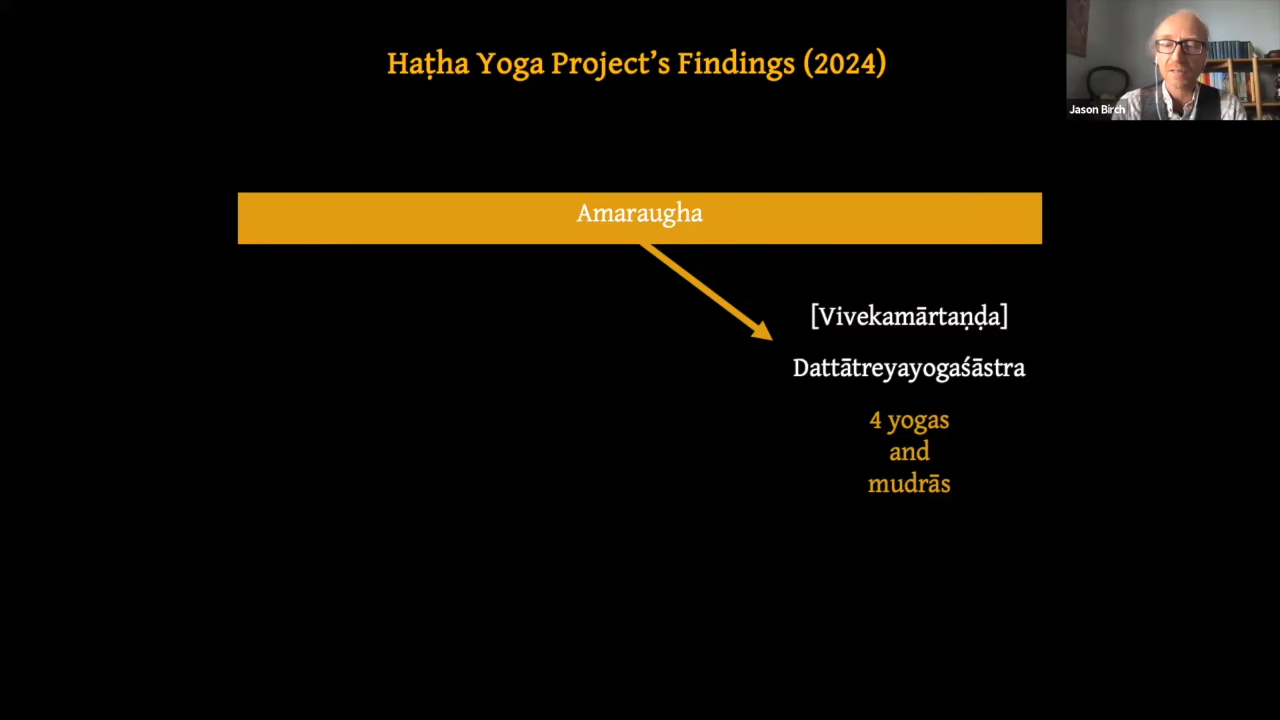 Haṭha Yoga Project’s Findings (2024)
Jason Birch
Amaraugha
[Vivekamārtaṇḍa]
Dattātreyayogaśāstra
4 yogas
and
mudrās